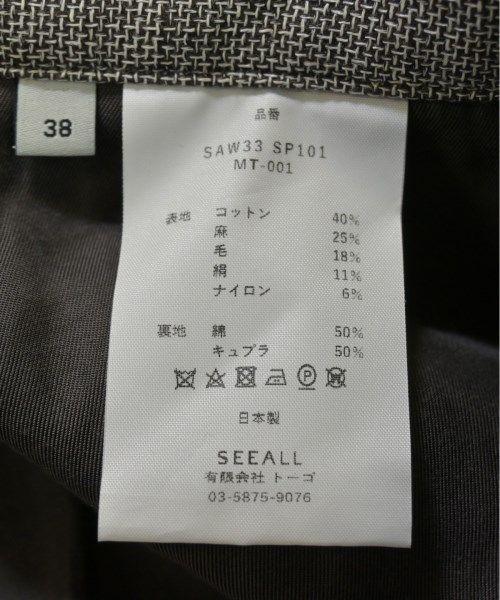 38
品番
SAW33 SP101
MT-001
表地 コットン 40%
麻 25%
毛 18%
絹 11%
ナイロン 6%
裏地 綿 50%
キュプラ 50%
日本製
SEEALL
有限会社 トーゴ
03-5875-9076